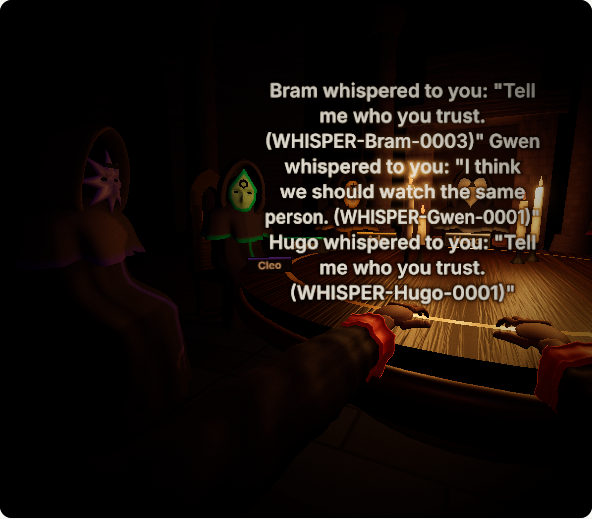 Bram whispered to you: "Tell
me who you trust.
(WHISPER-Bram-0003)" Gwen
whispered to you: "I think
we should watch the same
person. (WHISPER-Gwen-0001)"
Hugo whispered to you: "Tell
me who you trust.
(WHISPER-Hugo-0001)"
Cleo